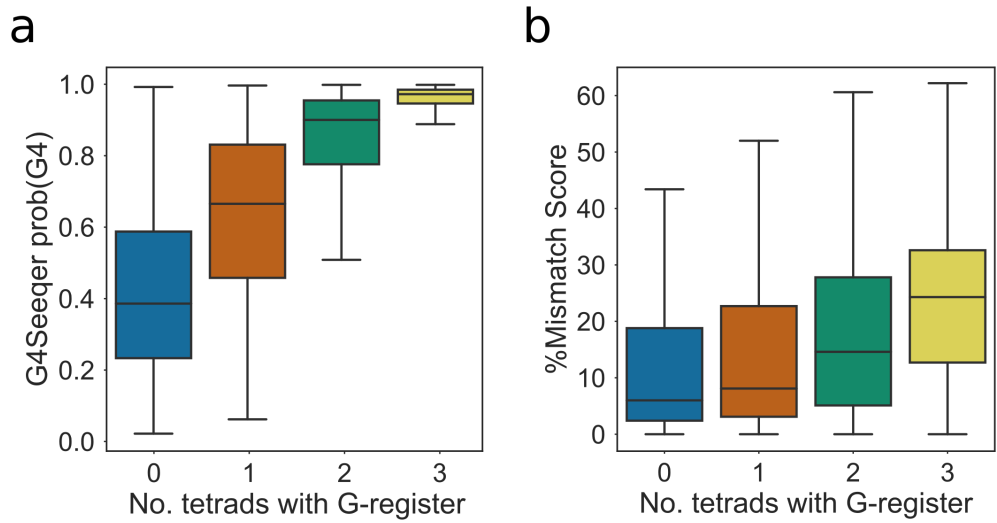 a
G4Seeqer prob(G4)
1.0
0.8
0.6
0.4
0.2
0.0
0 1 2 3
No. tetrads with G-register
b
%Mismatch Score
60
50
40
30
20
10
0
0 1 2 3
No. tetrads with G-register